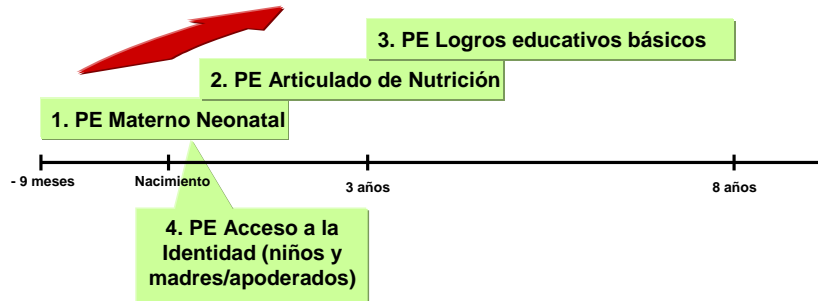 3. PE Logros educativos básicos
2. PE Articulado de Nutrición
1. PE Materno Neonatal
- 9 meses
Nacimiento
3 años
8 años
4. PE Acceso a la
Identidad (niños y
madres/apoderados)